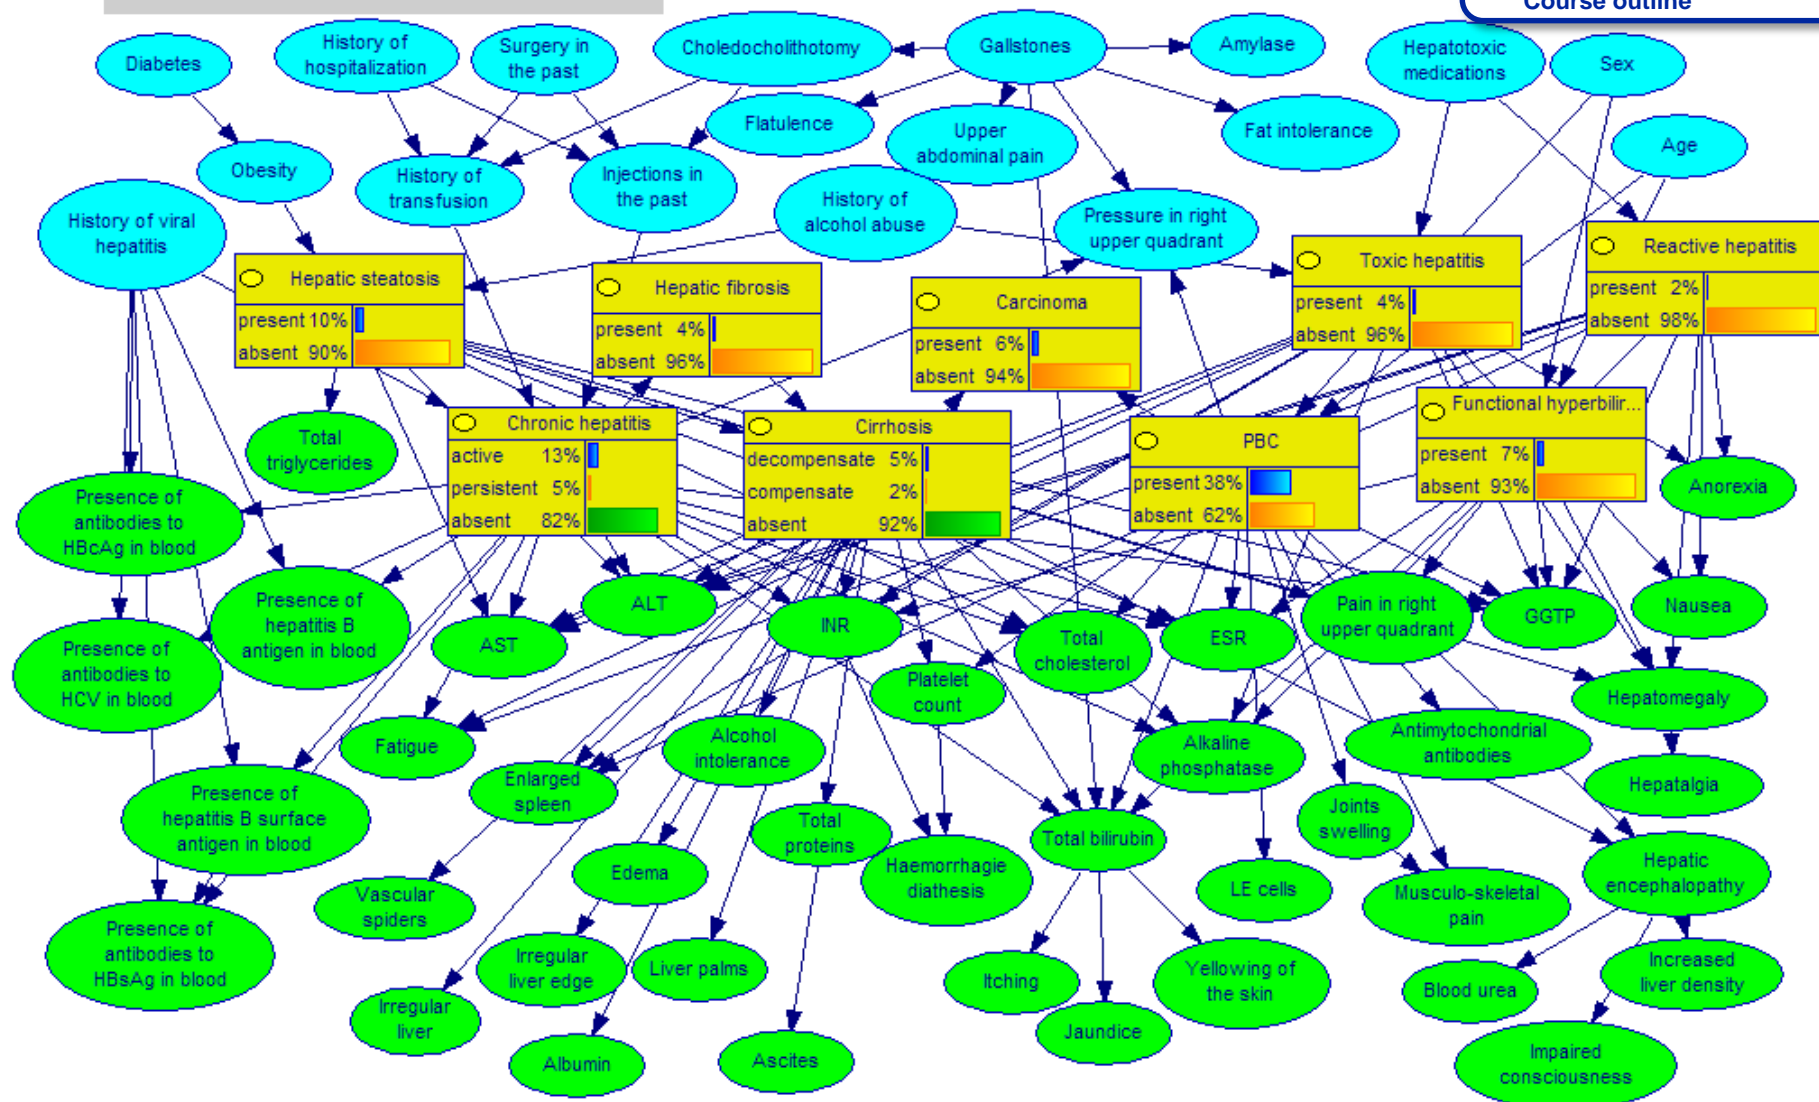 Course outline
Diabetes
History of
hospitalization
Surgery in
the past
Choledocholithotomy
Gallstones
Amylase
Hepatotoxic
medications
Sex
Flatulence
Upper
abdominal pain
Fat intolerance
Age
Obesity
History of
transfusion
Injections in
the past
History of
alcohol abuse
Pressure in right
upper quadrant
History of viral
hepatitis
Hepatic steatosis
present 10%
absent 90%
Hepatic fibrosis
present 4%
absent 96%
Carcinoma
present 6%
absent 94%
Toxic hepatitis
present 4%
absent 96%
Reactive hepatitis
present 2%
absent 98%
Chronic hepatitis
active 13%
persistent 5%
absent 82%
Cirrhosis
decompensate 5%
compensate 2%
absent 92%
PBC
present 38%
absent 62%
Functional hyperbilir...
present 7%
absent 93%
Total
triglycerides
Anorexia
Presence of
antibodies to
HBcAg in blood
Presence of
hepatitis B
antigen in blood
Presence of
antibodies to
HCV in blood
AST
ALT
INR
Total
cholesterol
ESR
Pain in right
upper quadrant
GGTP
Nausea
Platelet
count
Hepatomegaly
Fatigue
Enlarged
spleen
Alcohol
intolerance
Alkaline
phosphatase
Antimytochondrial
antibodies
Hepatalgia
Presence of
hepatitis B surface
antigen in blood
Total
proteins
Total bilirubin
Joints
swelling
Vascular
spiders
Edema
Haemorrhagie
diathesis
LE cells
Musculo-skeletal
pain
Hepatic
encephalopathy
Presence of
antibodies to
HBsAg in blood
Irregular
liver edge
Liver palms
Itching
Yellowing of
the skin
Blood urea
Increased
liver density
Irregular
liver
Albumin
Ascites
Jaundice
Impaired
consciousness